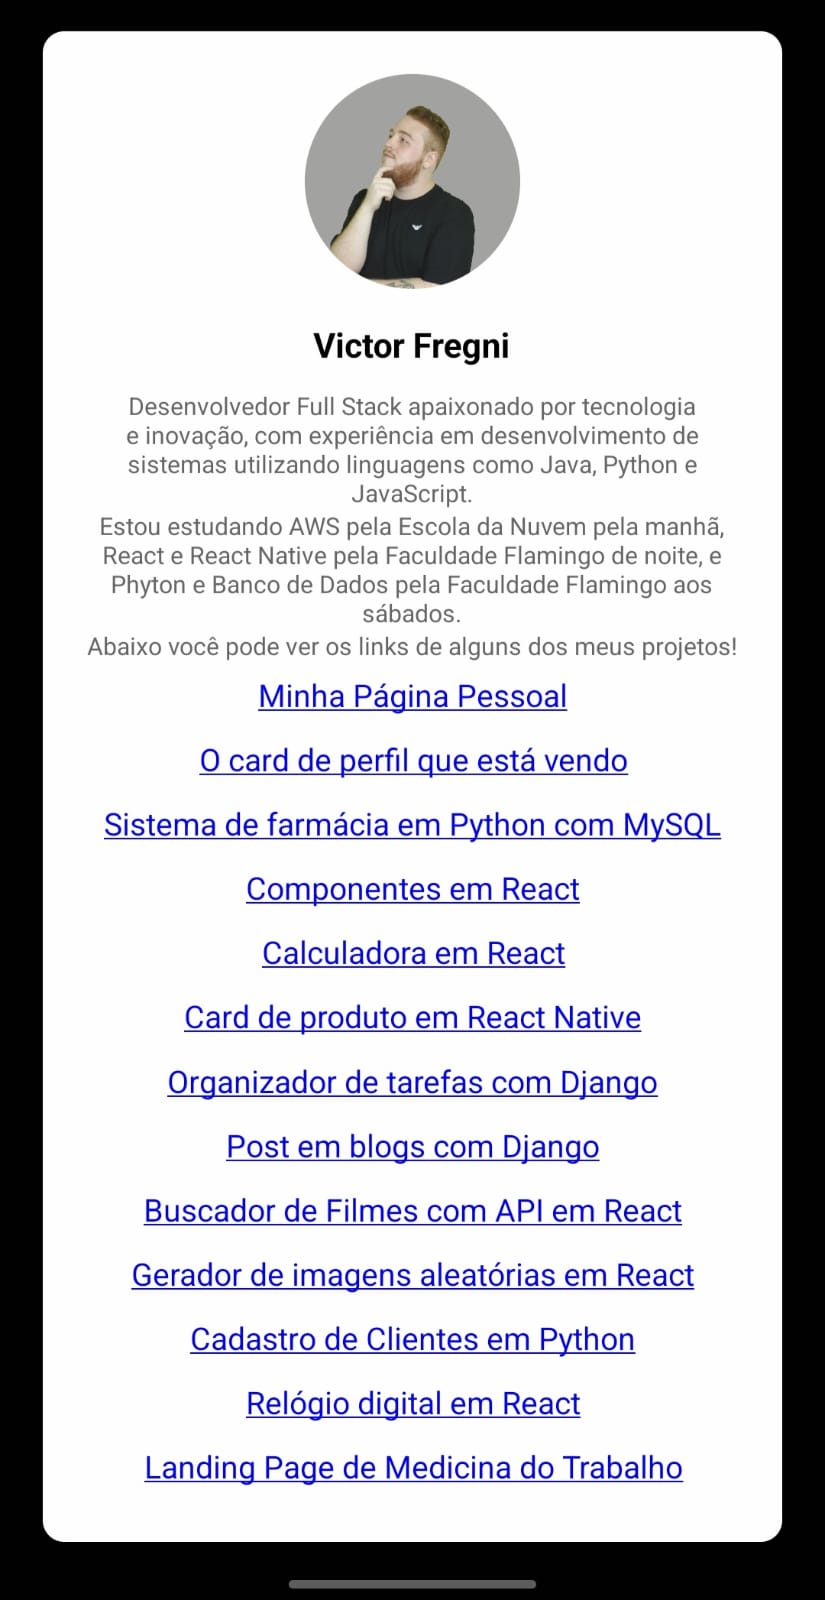 Victor Fregni
Desenvolvedor Full Stack apaixonado por tecnologia
e inovação, com experiência em desenvolvimento de
sistemas utilizando linguagens como Java, Python e
JavaScript.
Estou estudando AWS pela Escola da Nuvem pela manhã,
React e React Native pela Faculdade Flamingo de noite, e
Phyton e Banco de Dados pela Faculdade Flamingo aos
sábados.
Abaixo você pode ver os links de alguns dos meus projetos!
Minha Página Pessoal
O card de perfil que está vendo
Sistema de farmácia em Python com MySQL
Componentes em React
Calculadora em React
Card de produto em React Native
Organizador de tarefas com Django
Post em blogs com Django
Buscador de Filmes com API em React
Gerador de imagens aleatórias em React
Cadastro de Clientes em Python
Relógio digital em React
Landing Page de Medicina do Trabalho